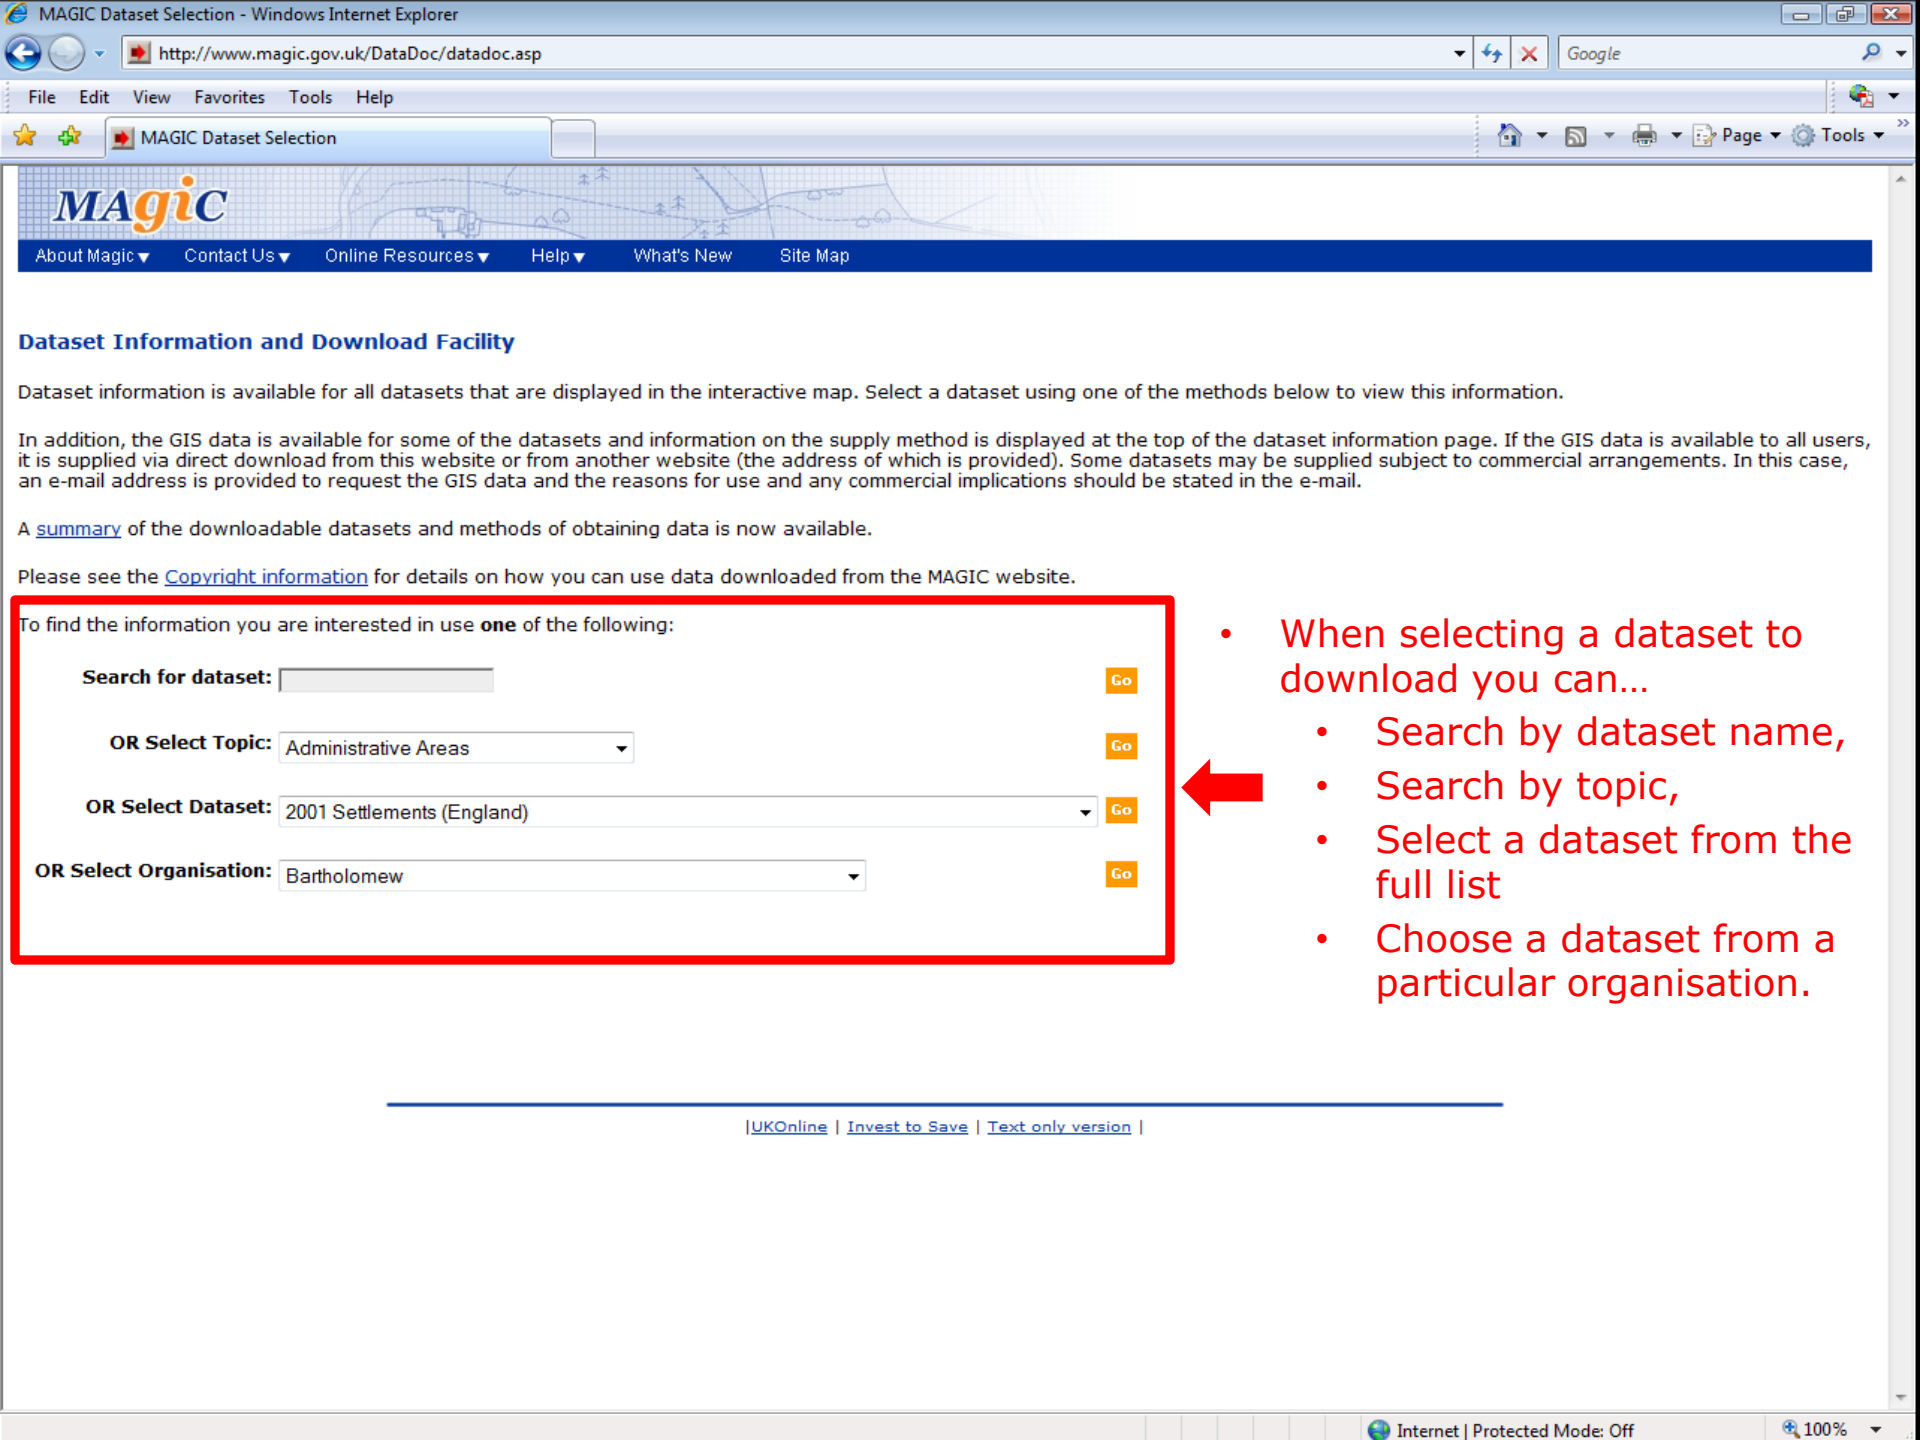 MAGIC Dataset Selection - Windows Internet Explorer
http://www.magic.gov.uk/DataDoc/datadoc.asp
Google
File Edit View Favorites Tools Help
MAGIC Dataset Selection
Page Tools
MAgic
About Magic Contact Us Online Resources Help What's New Site Map
Dataset Information and Download Facility
Dataset information is available for all datasets that are displayed in the interactive map. Select a dataset using one of the methods below to view this information.
In addition, the GIS data is available for some of the datasets and information on the supply method is displayed at the top of the dataset information page. If the GIS data is available to all users,
it is supplied via direct download from this website or from another website (the address of which is provided). Some datasets may be supplied subject to commercial arrangements. In this case,
an e-mail address is provided to request the GIS data and the reasons for use and any commercial implications should be stated in the e-mail.
A summary of the downloadable datasets and methods of obtaining data is now available.
Please see the Copyright information for details on how you can use data downloaded from the MAGIC website.
To find the information you are interested in use one of the following:
Search for dataset: Go
OR Select Topic: Administrative Areas Go
OR Select Dataset: 2001 Settlements (England) Go
OR Select Organisation: Bartholomew Go
• When selecting a dataset to
download you can...
• Search by dataset name,
• Search by topic,
• Select a dataset from the
full list
• Choose a dataset from a
particular organisation.
|UKOnline | Invest to Save | Text only version |
Internet | Protected Mode: Off 100%